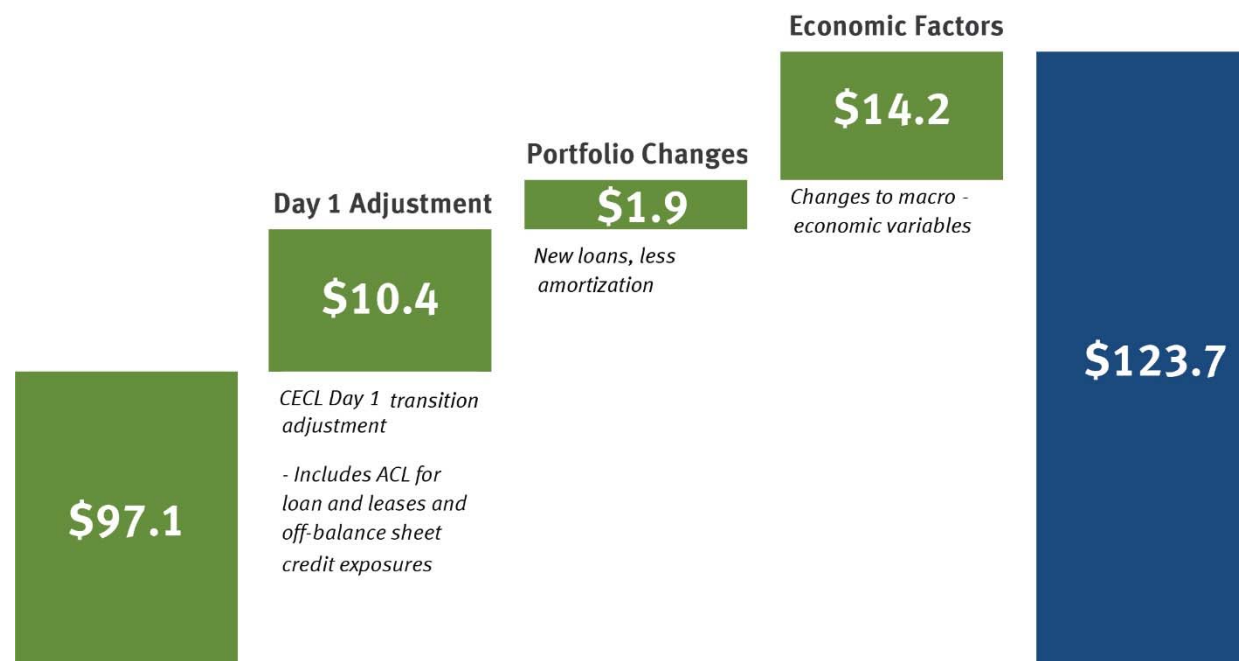 Economic Factors
$14.2
Changes to macro -
economic variables
Portfolio Changes
$1.9
New loans, less
amortization
Day 1 Adjustment
$10.4
CECL Day 1 transition
adjustment
- Includes ACL for
loan and leases and
off-balance sheet
credit exposures
$97.1
$123.7